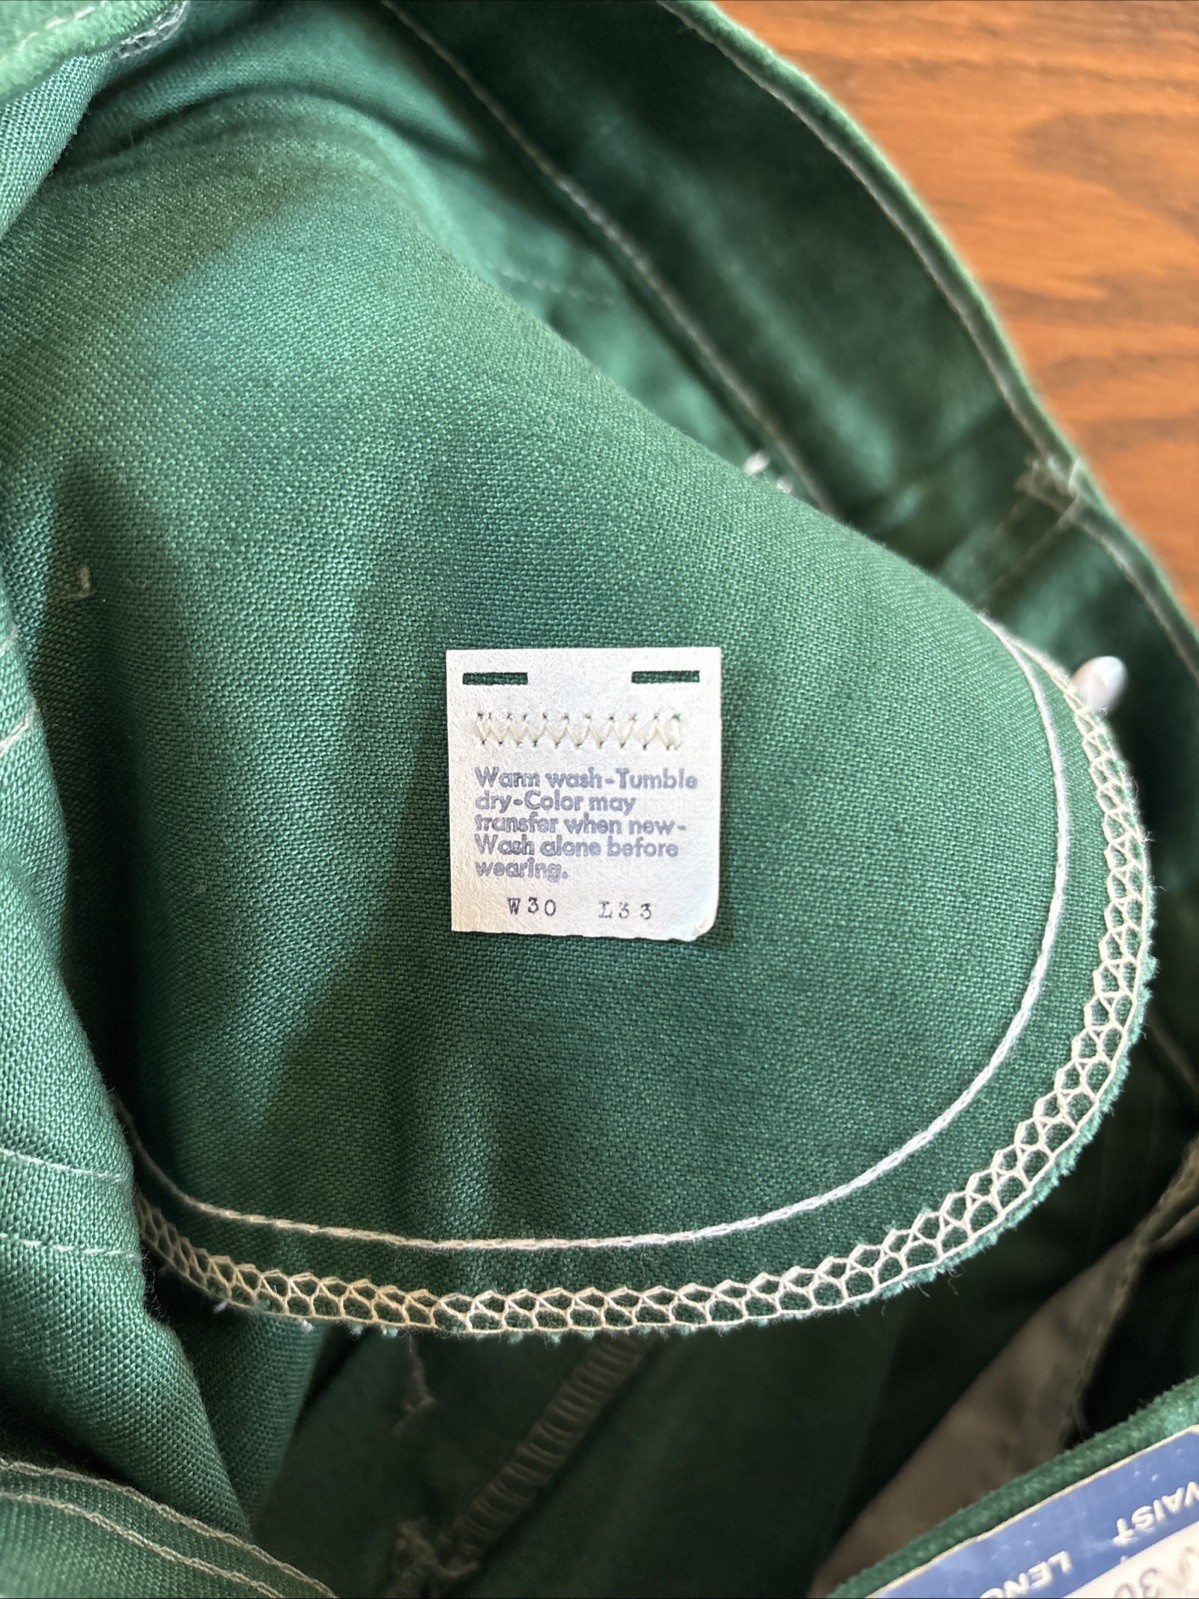 Warm wash-Tumble
dry-Color may
transfer when new-
Wash alone before
wearing.
W30 L33
WAIST